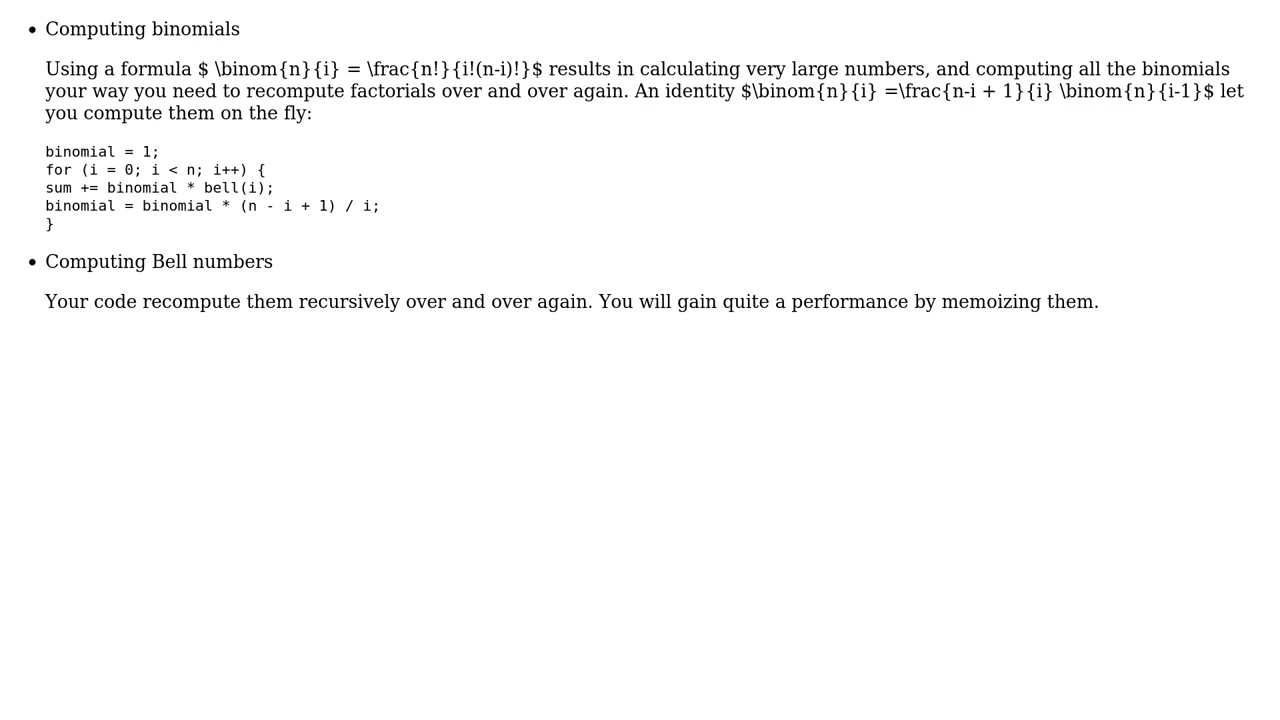 Computing binomials
Using a formula $ \binom{n}{i} = \frac{n!}{i!(n-i)!}$ results in calculating very large numbers, and computing all the binomials
your way you need to recompute factorials over and over again. An identity $\binom{n}{i} =\frac{n-i + 1}{i} \binom{n}{i-1}$ let
you compute them on the fly:
binomial = 1;
for (i = 0; i < n; i++) {
sum += binomial * bell(i);
binomial = binomial * (n - i + 1) / i;
}
Computing Bell numbers
Your code recompute them recursively over and over again. You will gain quite a performance by memoizing them.